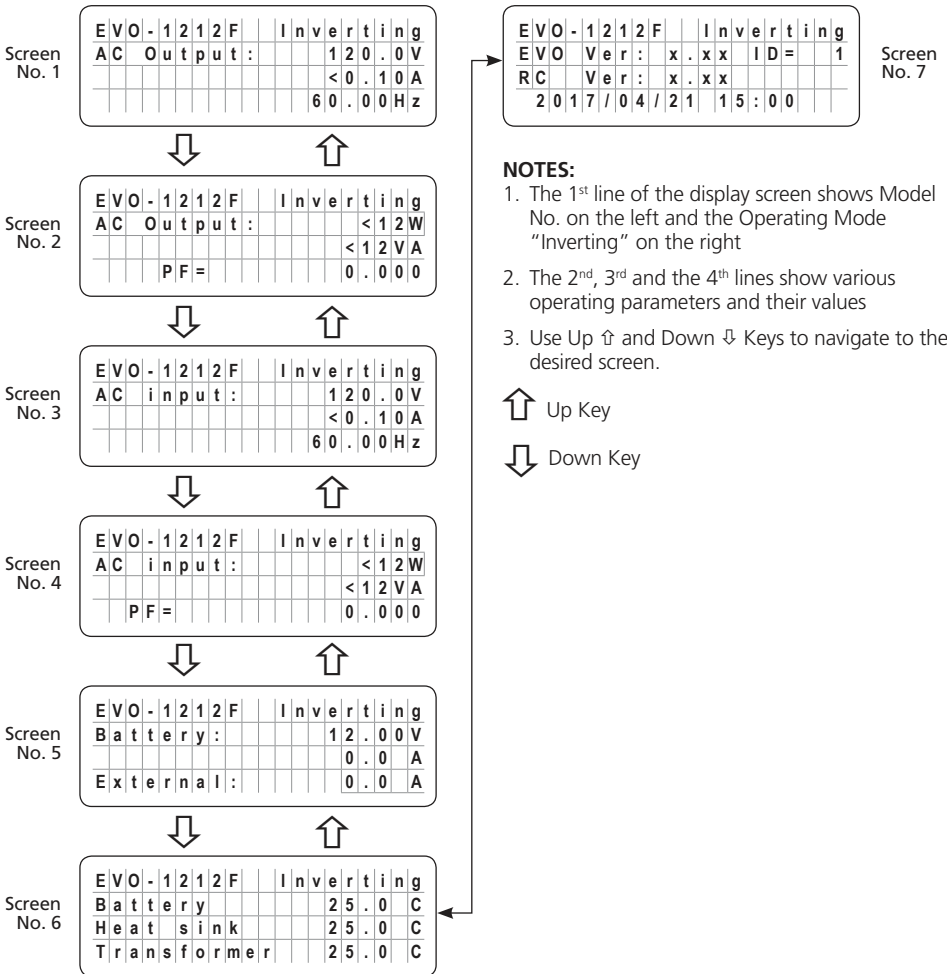 Screen No. 1
EVO-1212F Inverting
AC Output: 120.0V
<0.10A
60.00Hz
Screen No. 2
EVO-1212F Inverting
AC Output: <12W
<12VA
PF= 0.000
Screen No. 3
EVO-1212F Inverting
AC input: 120.0V
<0.10A
60.00Hz
Screen No. 4
EVO-1212F Inverting
AC input: <12W
<12VA
PF= 0.000
Screen No. 5
EVO-1212F Inverting
Battery: 12.00V
0.0 A
External: 0.0 A
Screen No. 6
EVO-1212F Inverting
Battery 25.0 C
Heat sink 25.0 C
Transformer 25.0 C
Screen No. 7
EVO-1212F Inverting
EVO Ver: x.xx ID= 1
RC Ver: x.xx
2017/04/21 15:00
NOTES:
1. The 1st line of the display screen shows Model
No. on the left and the Operating Mode
“Inverting” on the right
2. The 2nd, 3rd and the 4th lines show various
operating parameters and their values
3. Use Up ⇧ and Down ⇩ Keys to navigate to the
desired screen.
⇧ Up Key
⇩ Down Key